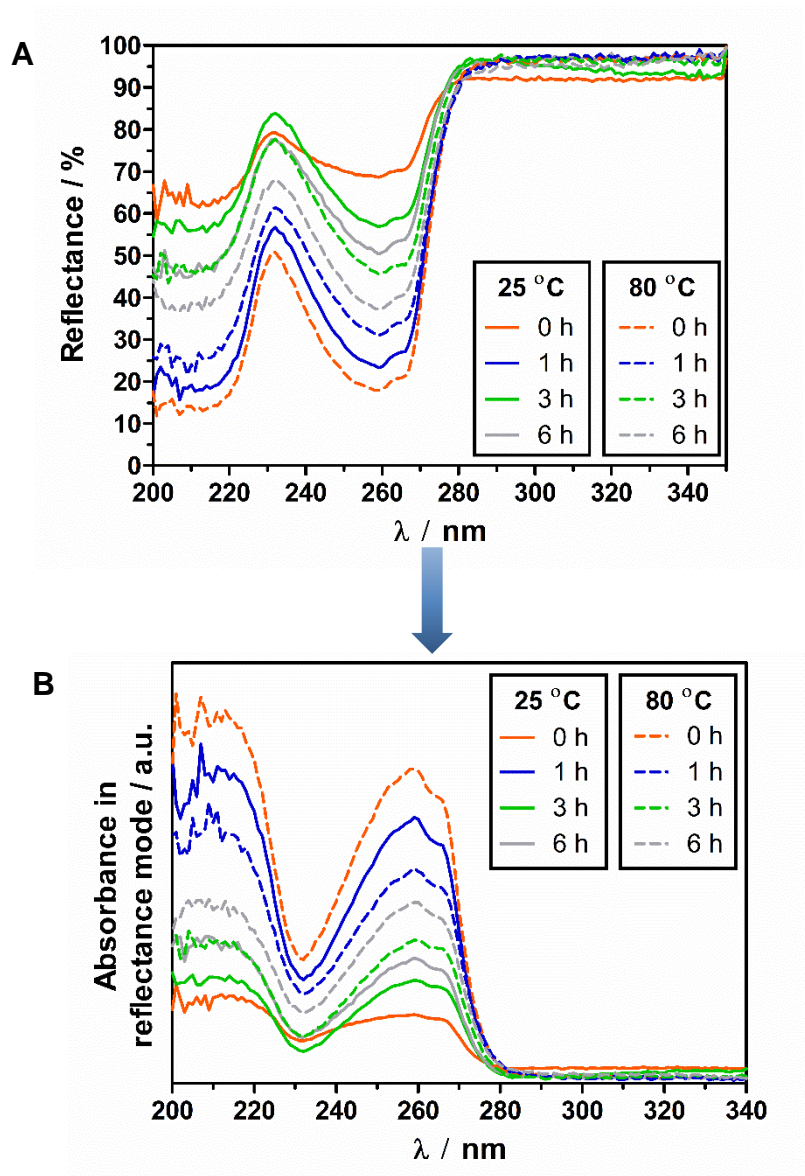 A
Reflectance / %
100
90
80
70
60
50
40
30
20
10
0
25 °C
0 h
1 h
3 h
6 h
80 °C
0 h
1 h
3 h
6 h
200 220 240 260 280 300 320 340
λ / nm
B
Absorbance in
reflectance mode / a.u.
25 °C
0 h
1 h
3 h
6 h
80 °C
0 h
1 h
3 h
6 h
200 220 240 260 280 300 320 340
λ / nm